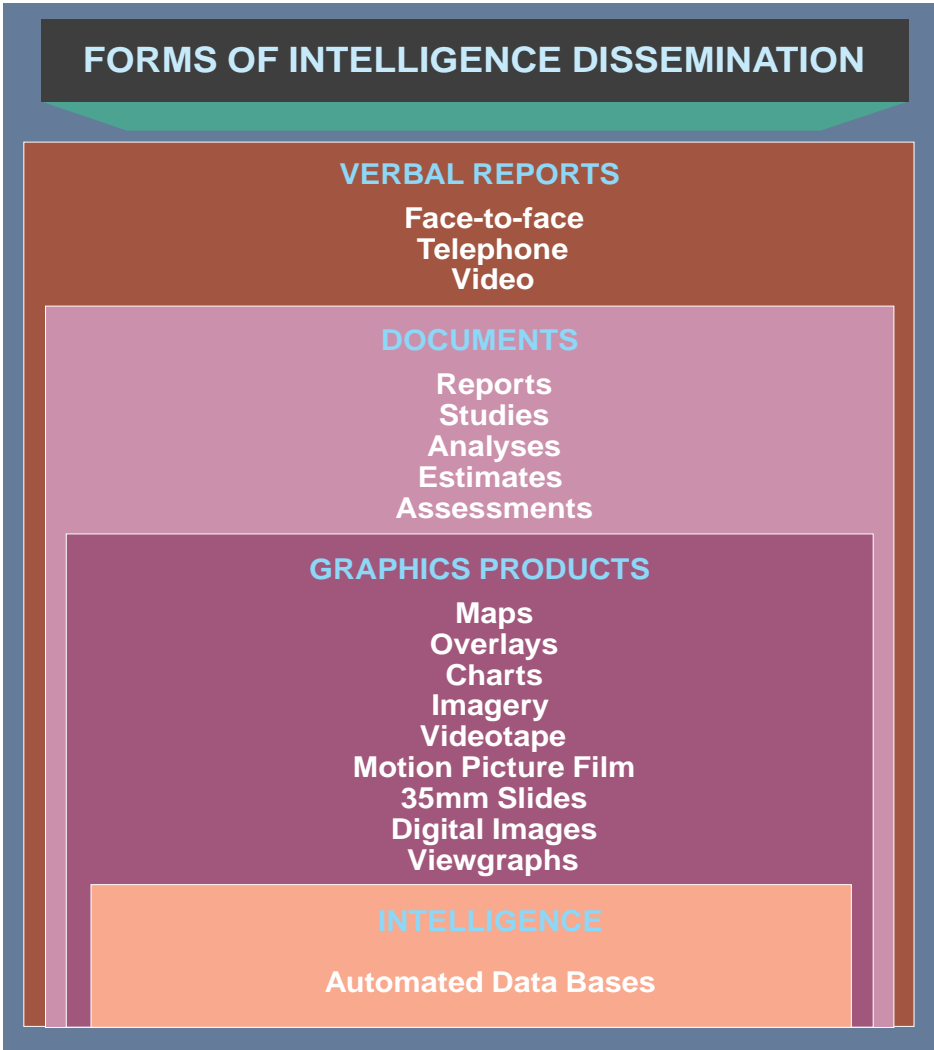 FORMS OF INTELLIGENCE DISSEMINATION
VERBAL REPORTS
Face-to-face
Telephone
Video
DOCUMENTS
Reports
Studies
Analyses
Estimates
Assessments
GRAPHICS PRODUCTS
Maps
Overlays
Charts
Imagery
Videotape
Motion Picture Film
35mm Slides
Digital Images
Viewgraphs
INTELLIGENCE
Automated Data Bases